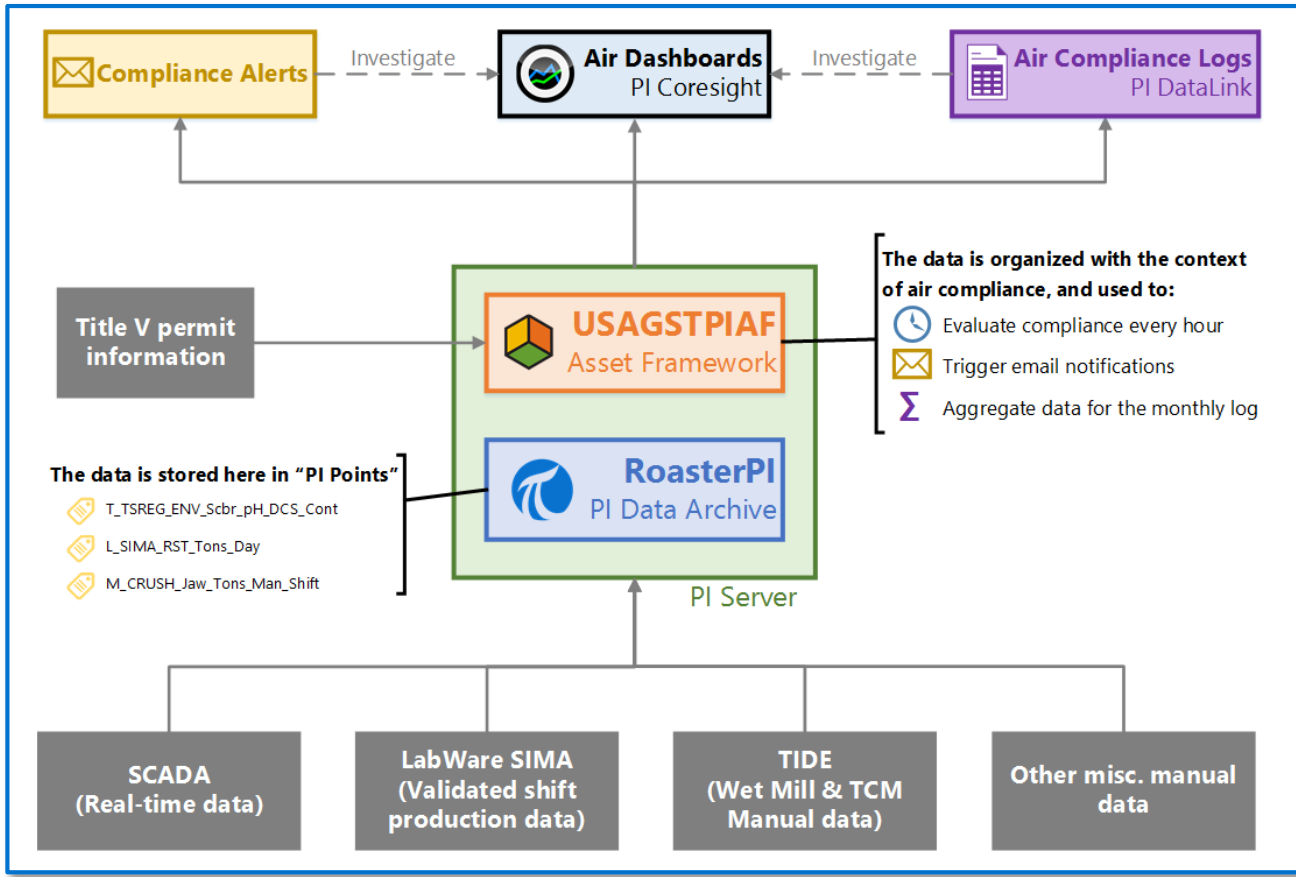 Compliance Alerts
Investigate
Air Dashboards
PI Coresight
Investigate
Air Compliance Logs
PI DataLink
Title V permit
information
USAGSTPIAF
Asset Framework
The data is organized with the context
of air compliance, and used to:
Evaluate compliance every hour
Trigger email notifications
Σ Aggregate data for the monthly log
The data is stored here in “PI Points”
T_TSREG_ENV_Scbr_pH_DCS_Cont
L_SIMA_RST_Tons_Day
M_CRUSH_Jaw_Tons_Man_Shift
RoasterPI
PI Data Archive
PI Server
SCADA
(Real-time data)
LabWare SIMA
(Validated shift
production data)
TIDE
(Wet Mill & TCM
Manual data)
Other misc. manual
data